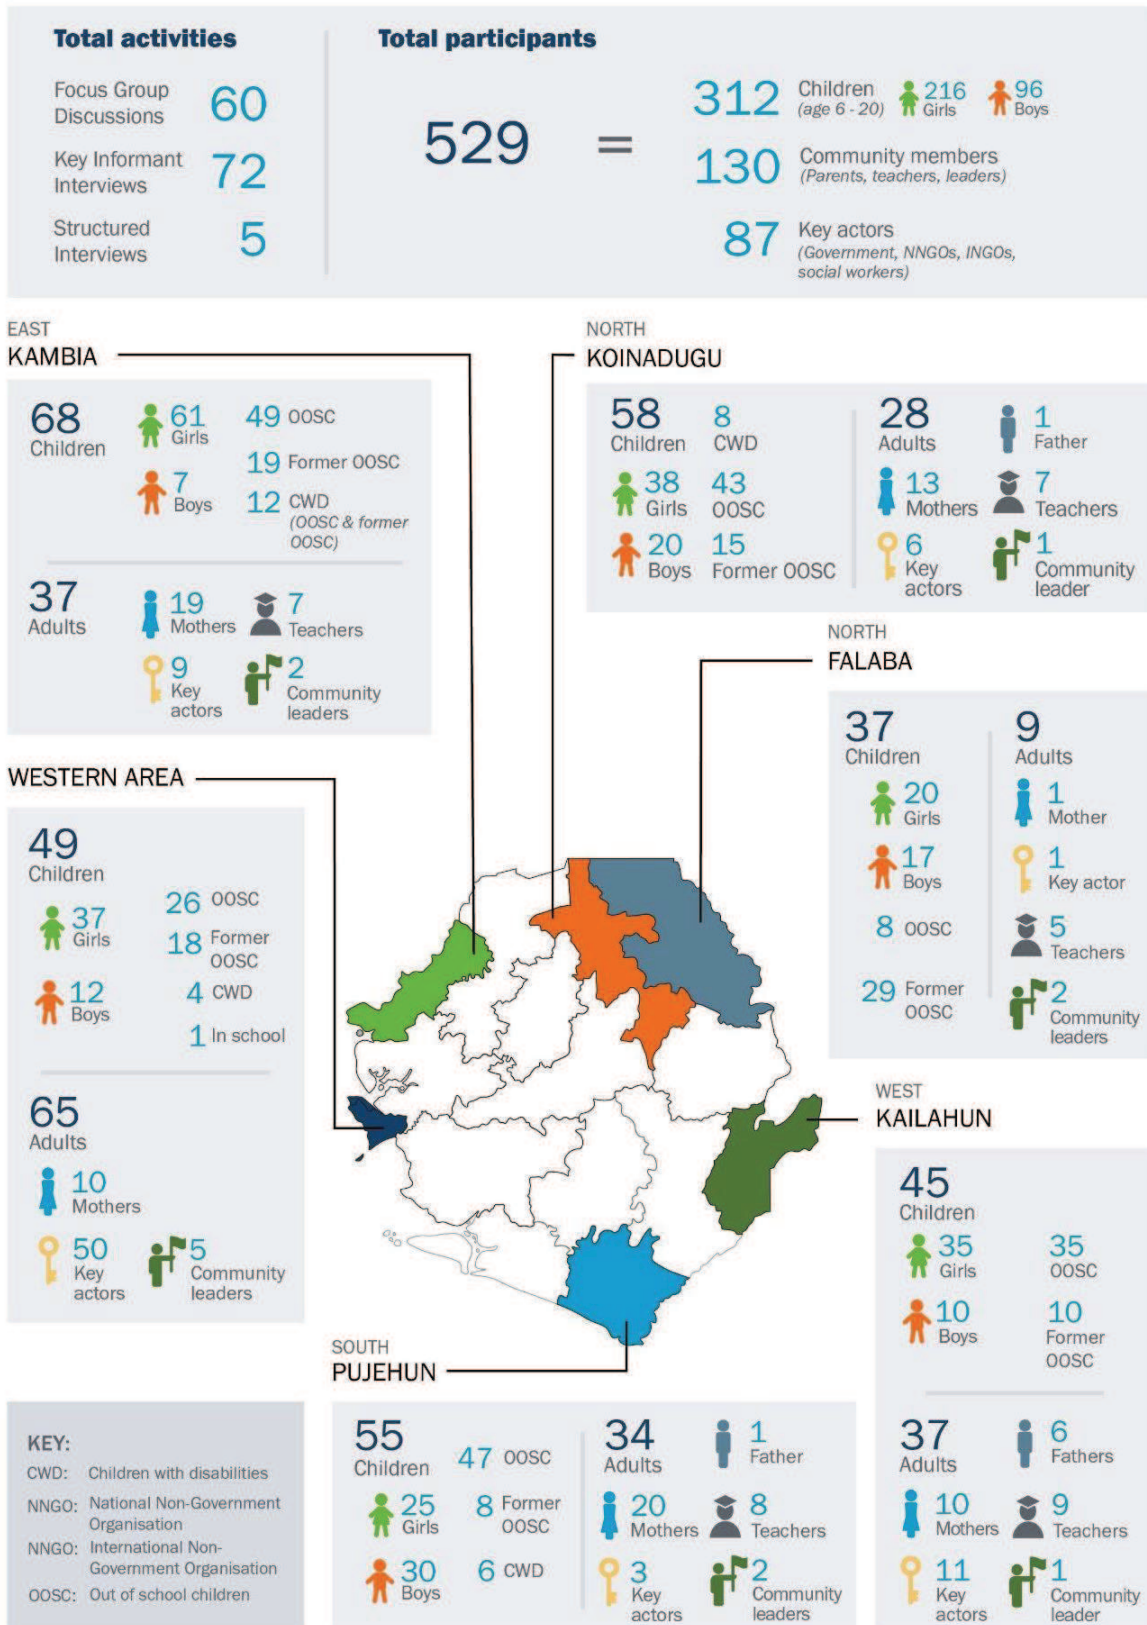 Total activities
Focus Group
Discussions
60
Key Informant
Interviews
72
Structured
Interviews
5
Total participants
529
=
312
Children
(age 6 - 20)
216
Girls
96
Boys
130
Community members
(Parents, teachers, leaders)
87
Key actors
(Government, NNGOs, INGOs,
social workers)
EAST
KAMBIA
68
Children
61
Girls
7
Boys
49 OOSC
19 Former OOSC
12 CWD
(OOSC & former
OOSC)
37
Adults
19
Mothers
7
Teachers
9
Key
actors
2
Community
leaders
NORTH
KOINADUGU
58
Children
8
CWD
38
Girls
43
OOSC
20
Boys
15
Former OOSC
28
Adults
1
Father
13
Mothers
7
Teachers
6
Key
actors
1
Community
leader
NORTH
FALABA
37
Children
20
Girls
17
Boys
8 OOSC
29 Former
OOSC
9
Adults
1
Mother
1
Key actor
5
Teachers
2
Community
leaders
WESTERN AREA
49
Children
37
Girls
12
Boys
26 OOSC
18 Former
OOSC
4 CWD
1 In school
65
Adults
10
Mothers
50
Key
actors
5
Community
leaders
WEST
KAILAHUN
45
Children
35
Girls
35
OOSC
10
Boys
10
Former
OOSC
37
Adults
6
Fathers
10
Mothers
9
Teachers
11
Key
actors
1
Community
leader
SOUTH
PUJEHUN
55
Children
25
Girls
30
Boys
47 OOSC
8 Former
OOSC
6 CWD
34
Adults
1
Father
20
Mothers
8
Teachers
3
Key
actors
2
Community
leaders
KEY:
CWD: Children with disabilities
NNGO: National Non-Government
Organisation
NNGO: International Non-
Government Organisation
OOSC: Out of school children